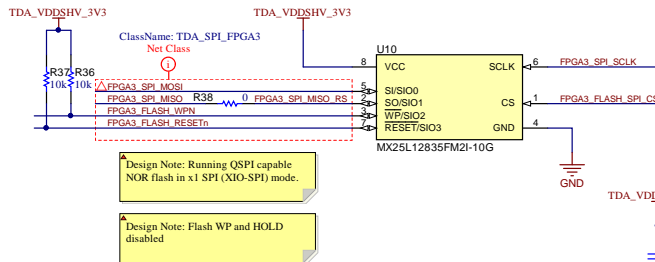 TDA_VDDSHV_3V3
TDA_VDDSHV_3V3
ClassName: TDA_SPI_FPGA3
Net Class
i
U10
R37
10k
R36
10k
8
VCC
SCLK
6
FPGA3_SPI_SCLK
FPGA3_SPI_MOSI
5
SI/SIO0
FPGA3_SPI_MISO
R38
0
FPGA3_SPI_MISO_RS
2
SO/SIO1
CS
1
FPGA3_FLASH_SPI_CS
FPGA3_FLASH_WPN
3
WP/SIO2
FPGA3_FLASH_RESETn
7
RESET/SIO3
GND
4
MX25L12835FM2I-10G
GND
Design Note: Running QSPI capable
NOR flash in x1 SPI (XIO-SPI) mode.
Design Note: Flash WP and HOLD
disabled